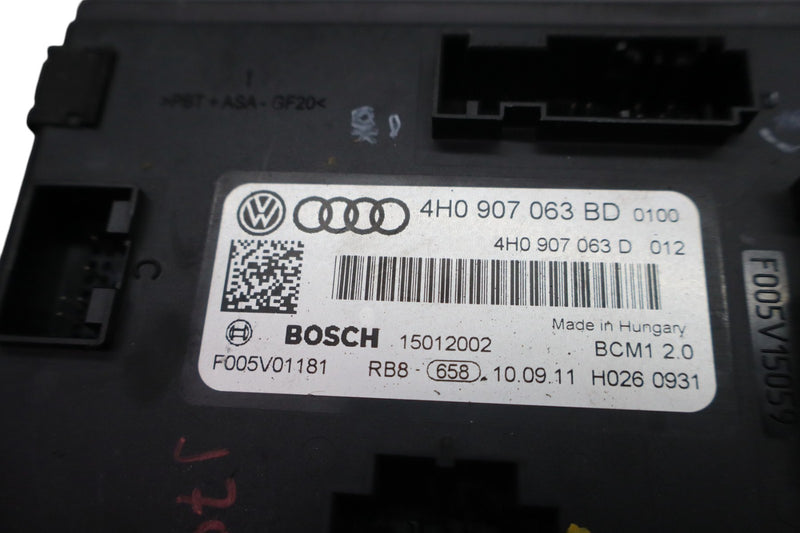 >PBT + ASA - GF20<
4H0 907 063 BD 0100
4H0 907 063 D 012
BOSCH 15012002
Made in Hungary
BCM1 2.0
F005V01181 RB8 - 658 . 10.09.11 H026 0931
F005V15059
C